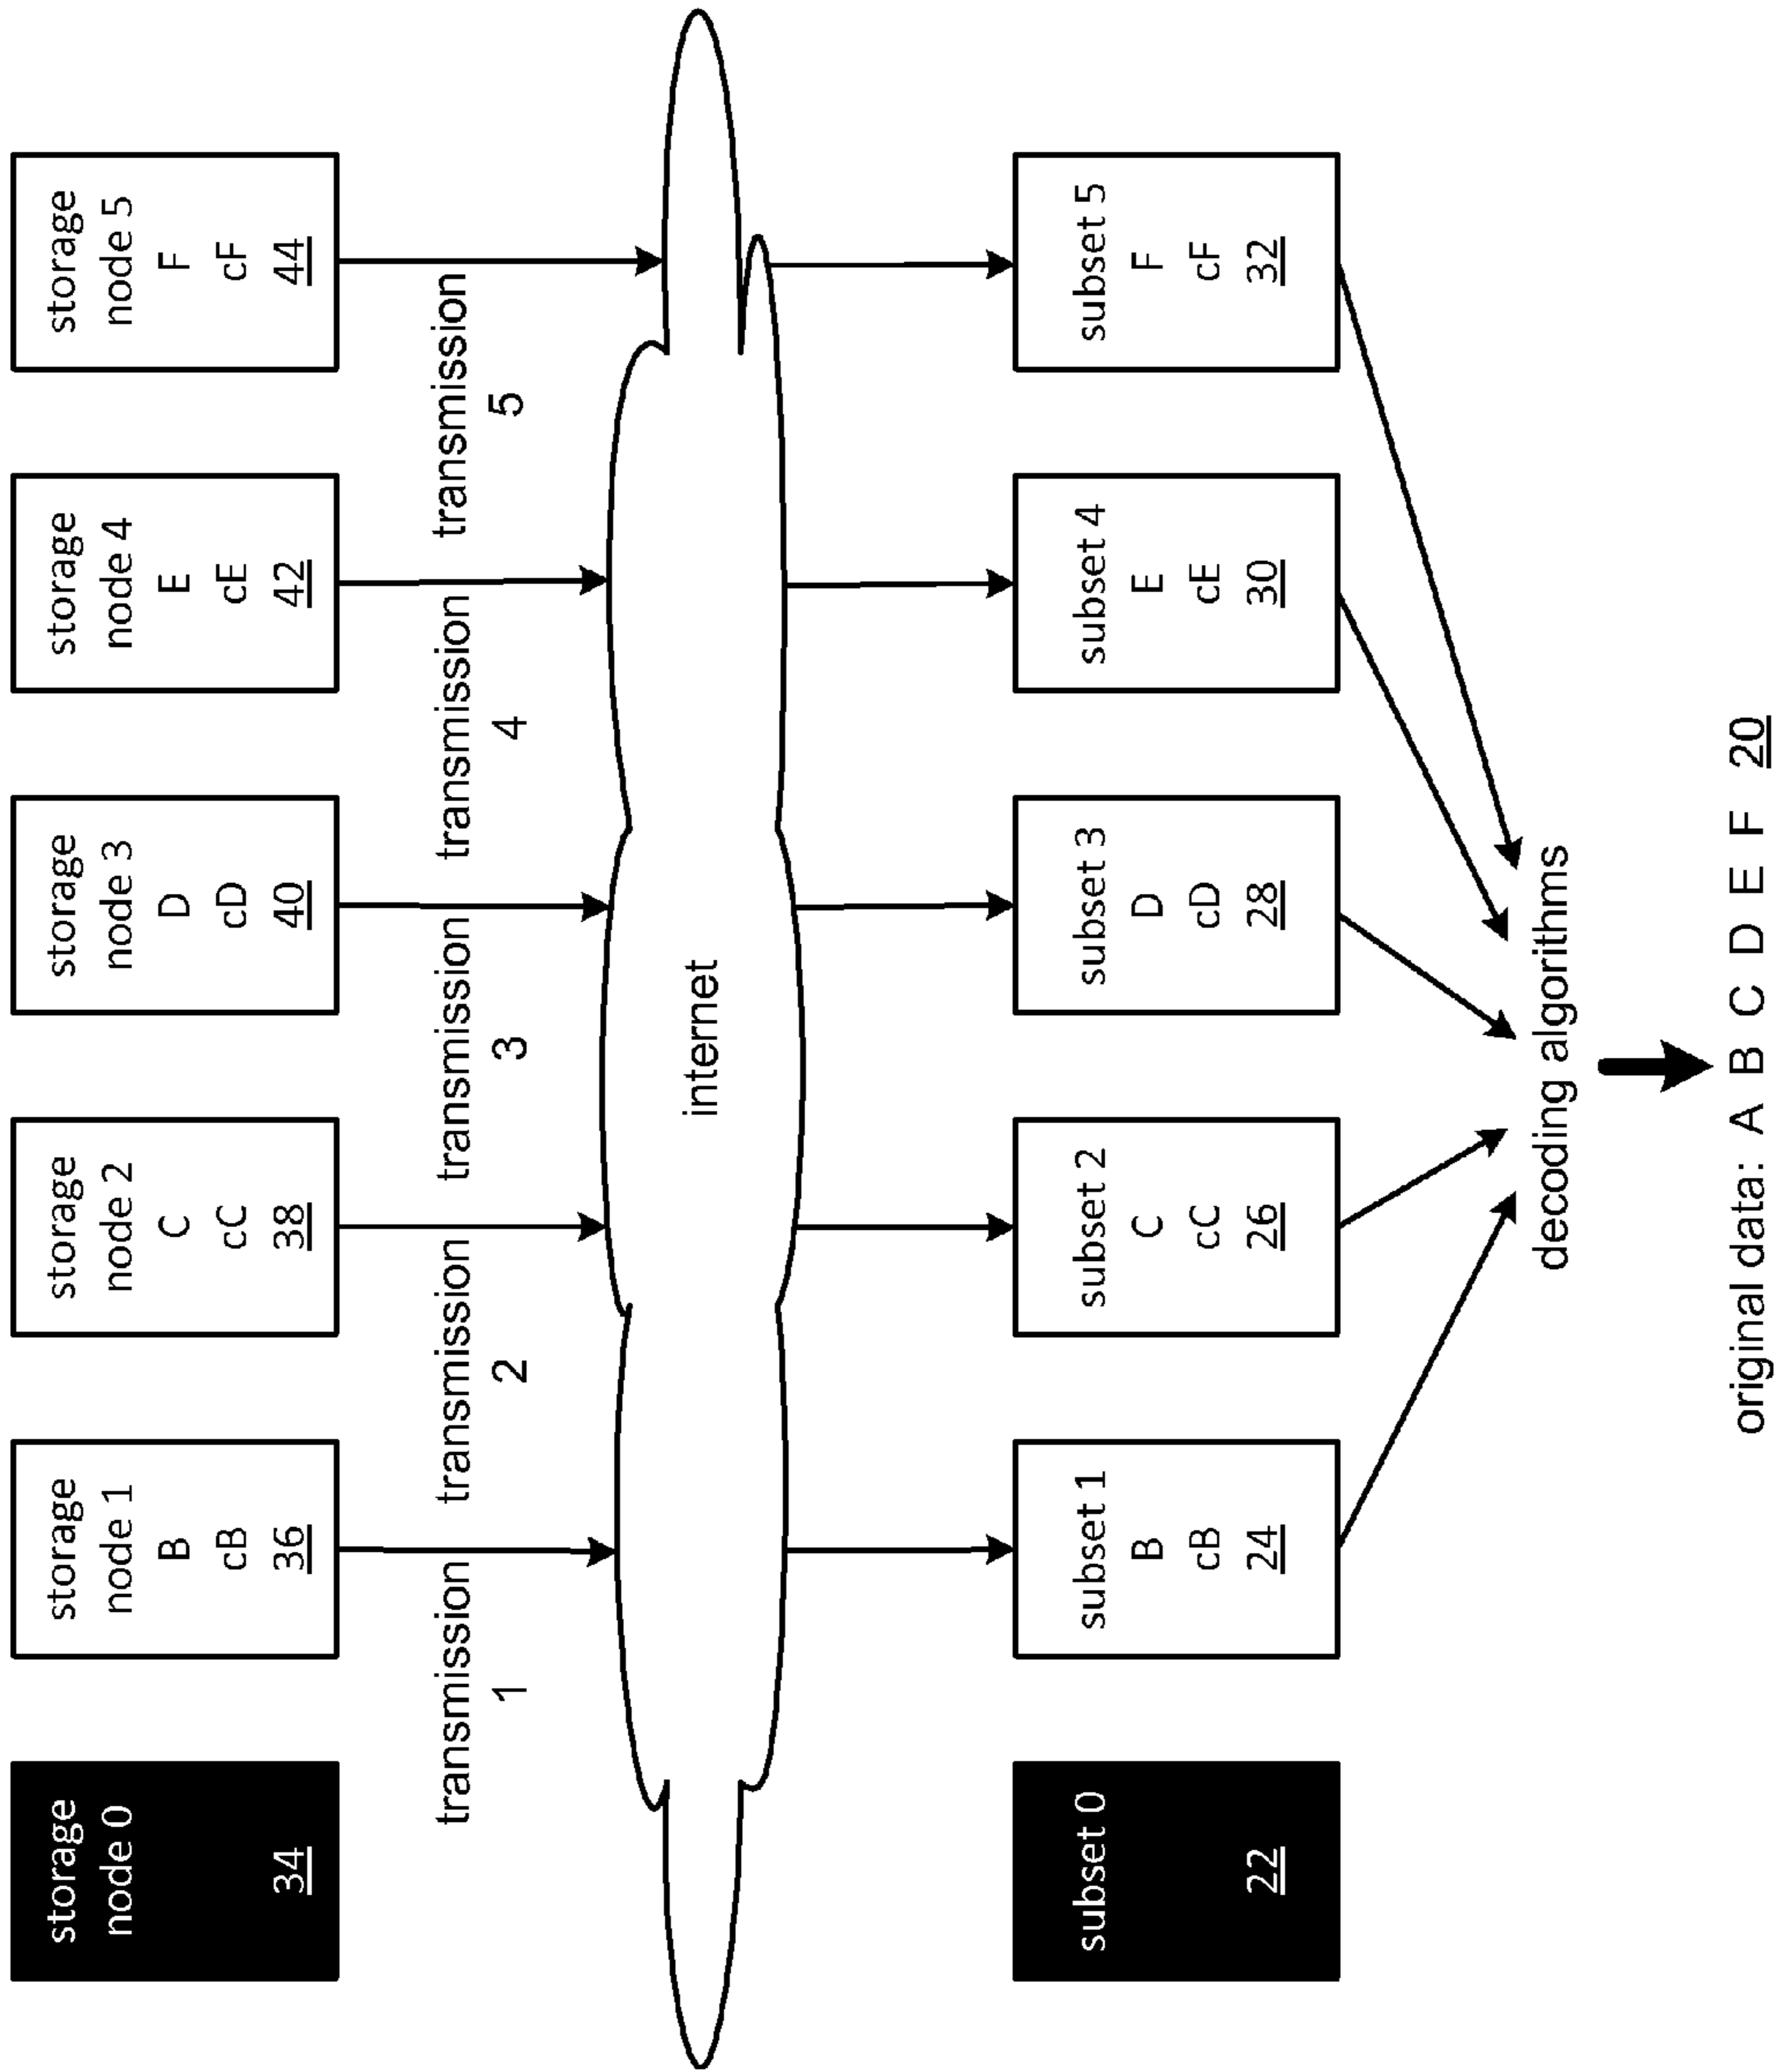 storage
node 0
34
storage
node 1
B
cB
36
storage
node 2
C
cC
38
storage
node 3
D
cD
40
storage
node 4
E
cE
42
storage
node 5
F
cF
44
transmission
1
transmission
2
transmission
3
transmission
4
transmission
5
internet
subset 0
22
subset 1
B
cB
24
subset 2
C
cC
26
subset 3
D
cD
28
subset 4
E
cE
30
subset 5
F
cF
32
decoding algorithms
original data: A B C D E F 20